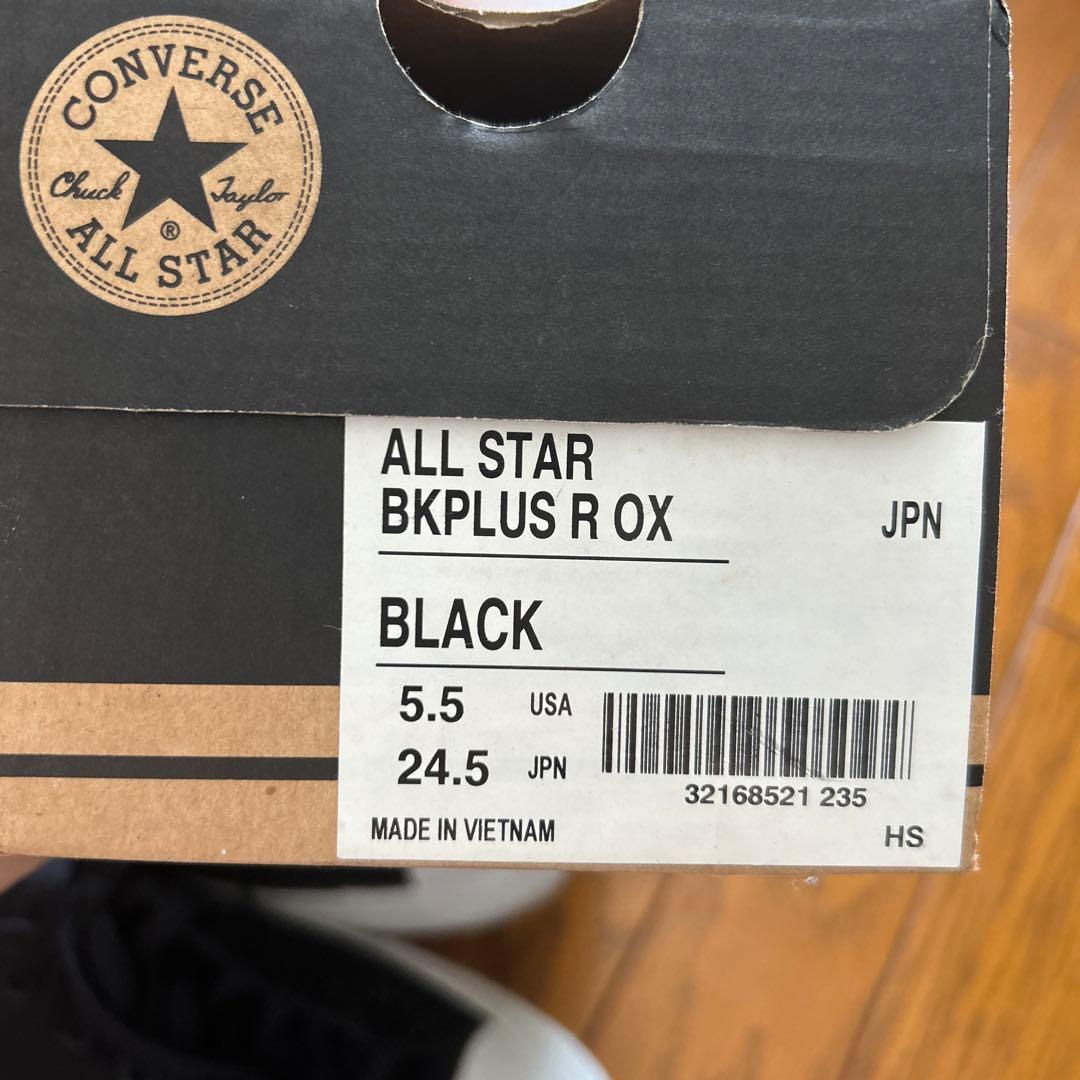 CONVERSE
Chuck Taylor
®
ALL STAR
ALL STAR
BKPLUS R OX JPN
BLACK
5.5 USA
24.5 JPN
32168521 235
MADE IN VIETNAM HS